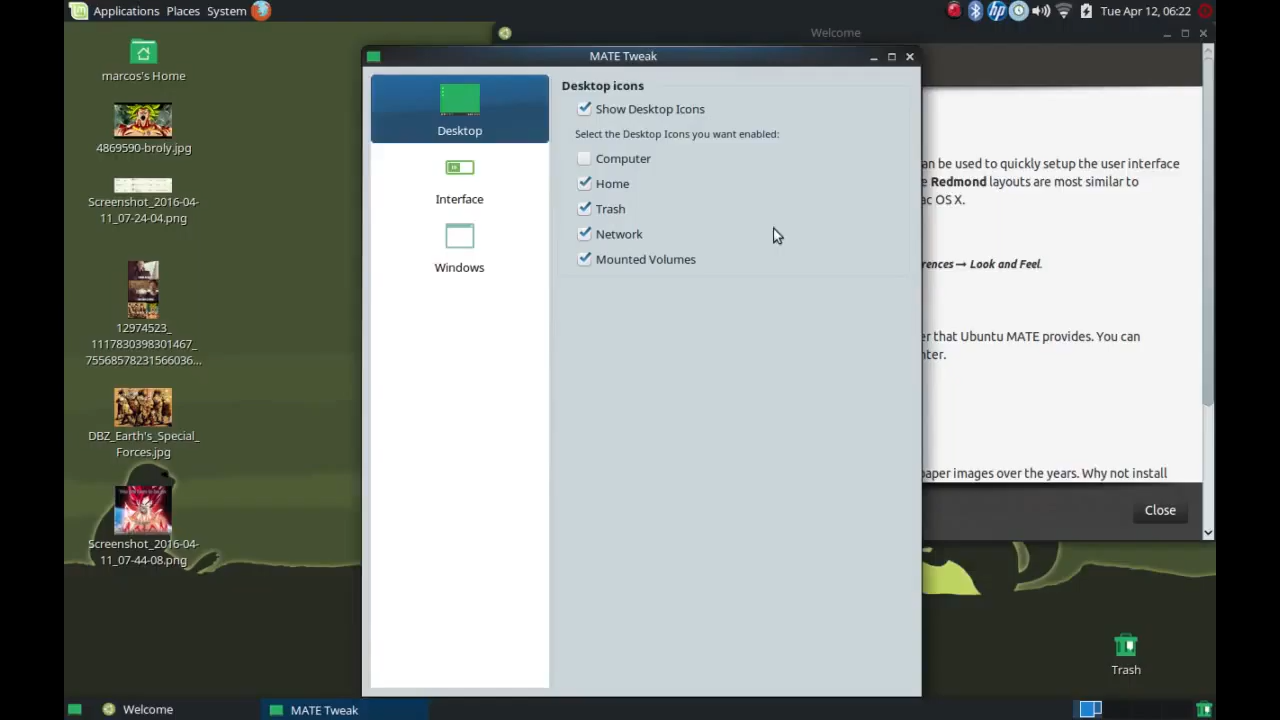 Applications Places System
Tue Apr 12, 06:22
marcos's Home
4869590-broly.jpg
Screenshot_2016-04-
11_07-24-04.png
12974523_
1117830398301467_
75568578231566036...
DBZ_Earth's_Special_
Forces.jpg
Screenshot_2016-04-
11_07-44-08.png
Welcome
MATE Tweak
Desktop
Interface
Windows
Desktop icons
Show Desktop Icons
Select the Desktop Icons you want enabled:
Computer
Home
Trash
Network
Mounted Volumes
an be used to quickly setup the user interface
e Redmond layouts are most similar to
ac OS X.
rences → Look and Feel.
er that Ubuntu MATE provides. You can
nter.
paper images over the years. Why not install
Close
Trash
Welcome
MATE Tweak